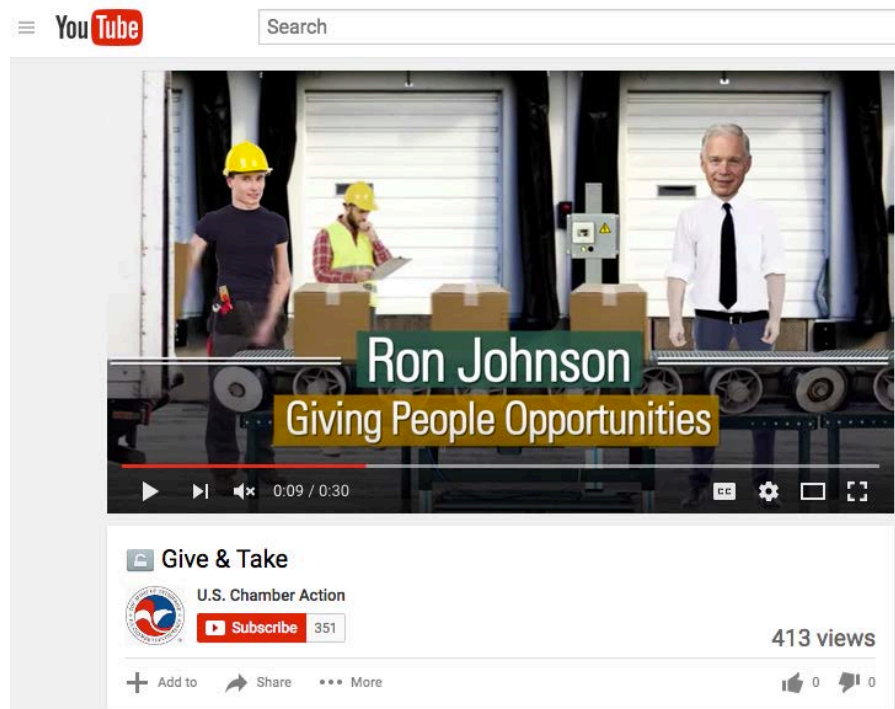 YouTube
Search
Ron Johnson
Giving People Opportunities
0:09 / 0:30
CC
Give & Take
U.S. Chamber Action
Subscribe 351
413 views
Add to Share More 0 0